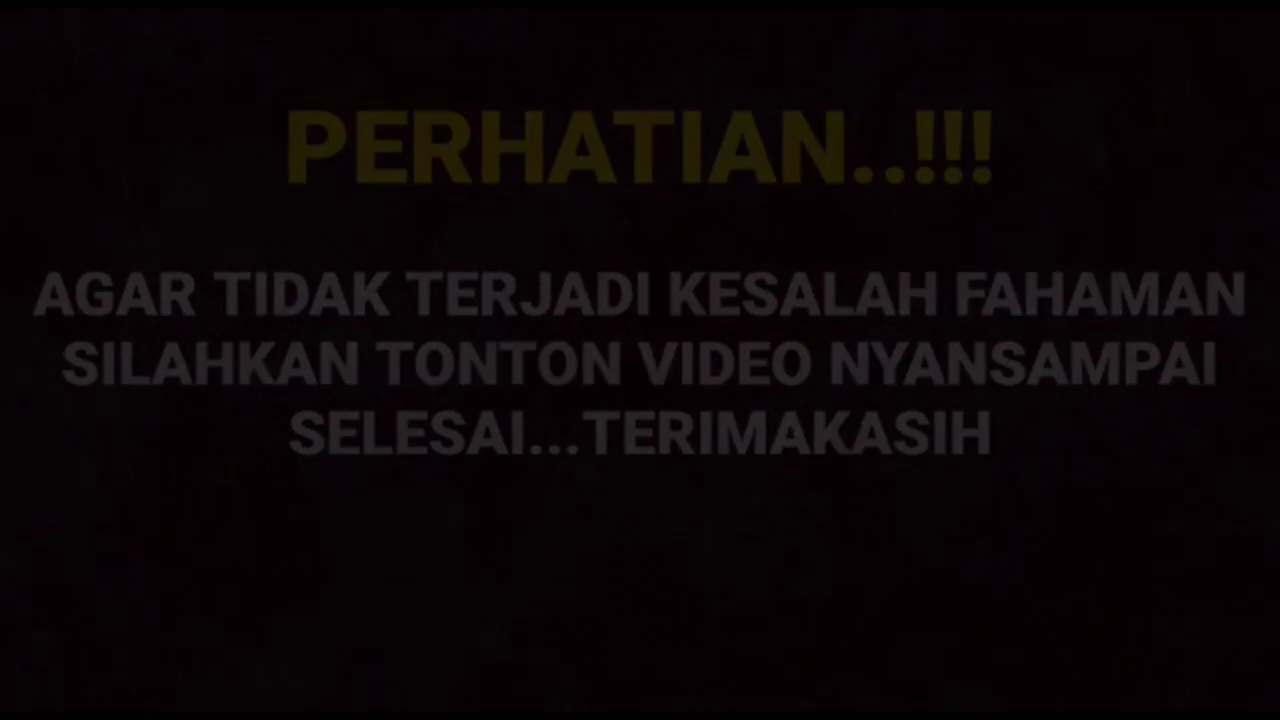 PERHATIAN..!!!
AGAR TIDAK TERJADI KESALAH FAHAMAN
SILAHKAN TONTON VIDEO NYANSAMPAI
SELESAI...TERIMAKASIH